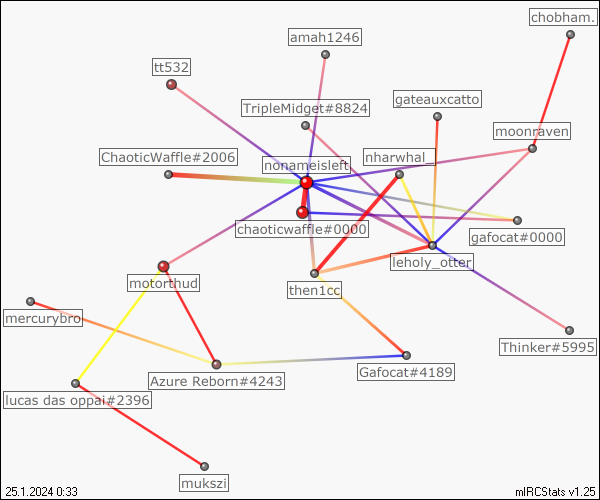 chobham.
amah1246
tt532
TripleMidget#8824
gateauxcatto
moonraven
ChaoticWaffle#2006
nonameisleft
nharwhal_
chaoticwaffle#0000
gafocat#0000
leholy_otter
motorthud
then1cc
mercurybro
Thinker#5995
Azure Reborn#4243
Gafocat#4189
lucas das oppai#2396
mukszi
25.1.2024 0:33
mIRCStats v1.25